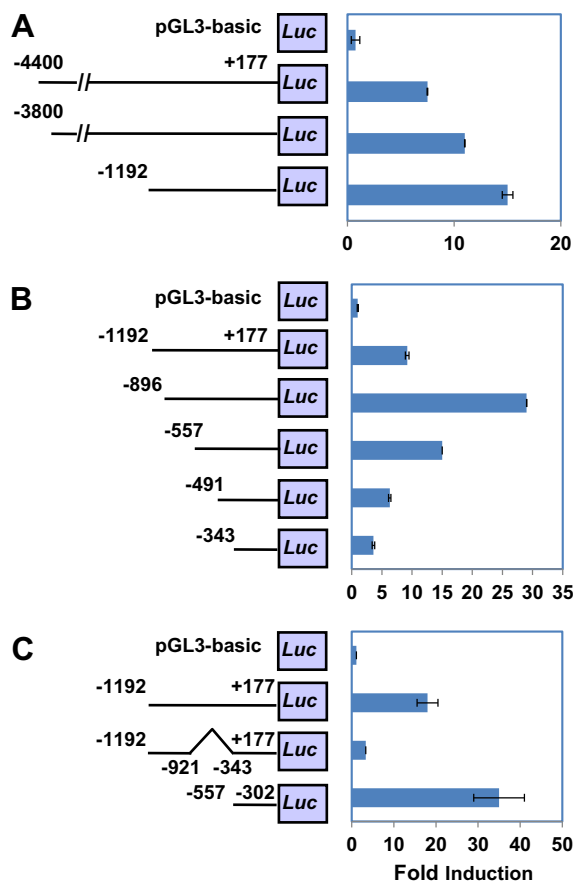 A
pGL3-basic Luc
-4400 +177 Luc
-3800 Luc
-1192 Luc
0 10 20
B
pGL3-basic Luc
-1192 +177 Luc
-896 Luc
-557 Luc
-491 Luc
-343 Luc
0 5 10 15 20 25 30 35
C
pGL3-basic Luc
-1192 +177 Luc
-1192 +177 Luc
-921 -343
-557 -302 Luc
0 10 20 30 40 50
Fold Induction